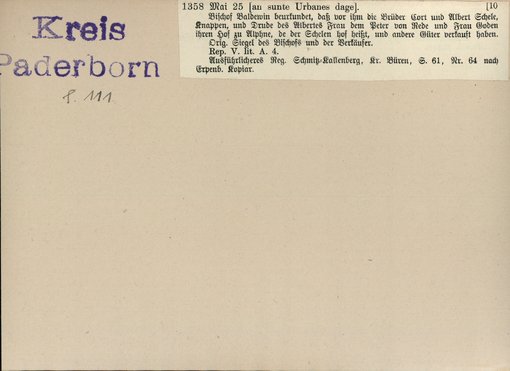 Kreis
Paderborn
S. 111
1358 Mai 25 [an sunte Urbanes dage]. [10
Bischof Baldewin beurkundet, daß vor ihm die Brüder Cort und Albert Schele,
Knappen, und Drude des Albertes Frau dem Peter von Rede und Frau Goden
ihren Hof zu Alphne, de der Schelen hof heißt, und andere Güter verkauft haben.
Orig. Siegel des Bischofs und der Verkäufer.
Rep. V. lit. A. 4.
Ausführlicheres Reg. Schmitz-Kallenberg, Kr. Büren, S. 61, Nr. 64 nach
Erpenb. Kopiar.